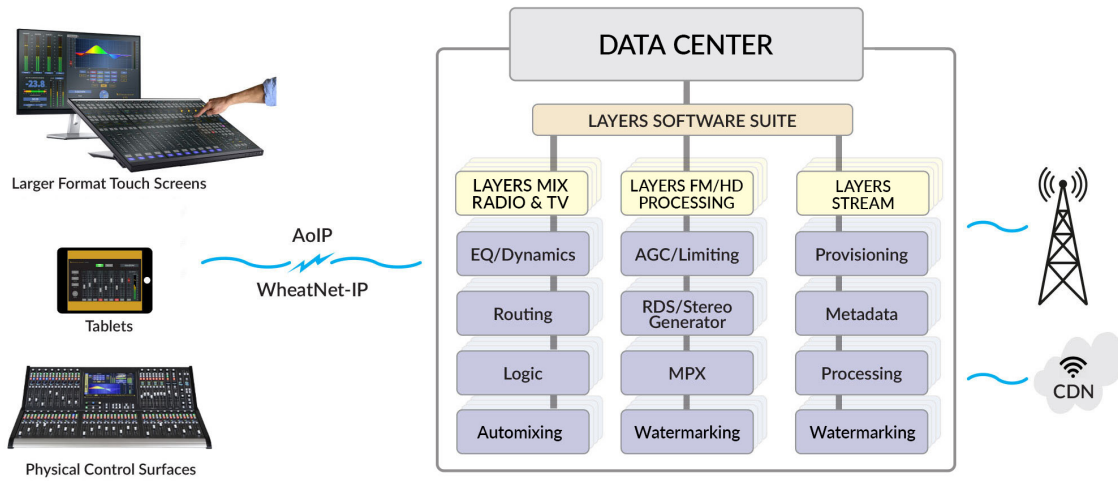 DATA CENTER
LAYERS SOFTWARE SUITE
-23.8
Larger Format Touch Screens
LAYERS MIX
RADIO & TV
LAYERS FM/HD
PROCESSING
LAYERS
STREAM
AoIP
WheatNet-IP
EQ/Dynamics
AGC/Limiting
Provisioning
Tablets
Routing
RDS/Stereo
Generator
Metadata
Logic
MPX
Processing
CDN
Automixing
Watermarking
Watermarking
Physical Control Surfaces